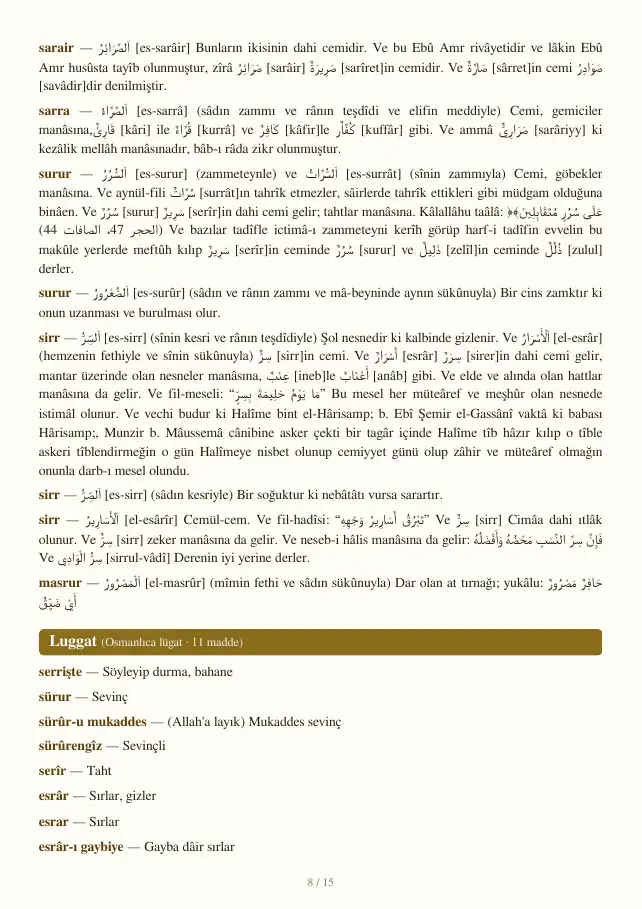 sarair — اَلصَّرَائِرُ [es-sarâir] Bunların ikisinin dahi cemidir. Ve bu Ebû Amr rivâyetidir ve lâkin Ebû
Amr husûsta tayîb olunmuştur, zîrâ صَرَائِرُ [sarâir] صَرِيرَةٌ [sarîret]in cemidir. Ve صَارَّةٌ [sârret]in cemi صَوَادِرُ
[savâdir]dir denilmiştir.
sarra — اَلصَّرَّاءُ [es-sarrâ] (sâdın zammı ve rânın teşdîdi ve elifin meddiyle) Cemi, gemiciler
manâsına, قَارِئٌ [kâri] ile قُرَّاءٌ [kurrâ] ve كَافِرٌ [kâfir]le كُفَّارٌ [kuffâr] gibi. Ve ammâ صَرَارِيٌّ [sarâriyy] ki
kezâlik mellâh manâsınadır, bâb-ı râda zikr olunmuştur.
surur — اَلسُّرُرُ [es-surur] (zammeteynle) ve اَلسُّرَّاتُ [es-surrât] (sînin zammıyla) Cemi, göbekler
manâsına. Ve aynül-fili سُرَّاتٌ [surrât]ın tahrîk etmezler, sâirlerde tahrîk ettikleri gibi müdgam olduğuna
binâen. Ve سُرُرٌ [surur] سَرِيرٌ [serîr]in dahi cemi gelir; tahtlar manâsına. Kâlallâhu taâlâ: ﴿عَلَى سُرُرٍ مُتَقَابِلِينَ﴾
(الحجر 47، الصافات 44) Ve bazılar tadîfle ictimâ-ı zammeteyni kerîh görüp harf-i tadîfin evvelin bu
makûle yerlerde meftûh kılıp سَرِيرٌ [serîr]in ceminde سُرَرٌ [surur] ve ذَلِيلٌ [zelîl]in ceminde ذُلَلٌ [zulul]
derler.
surur — اَلصُّعْرُورُ [es-surûr] (sâdın ve rânın zammı ve mâ-beyninde aynın sükûnuyla) Bir cins zamktır ki
onun uzanması ve burulması olur.
sirr — اَلسِّرُّ [es-sirr] (sînin kesri ve rânın teşdîdiyle) Şol nesnedir ki kalbinde gizlenir. Ve اَلْأَسْرَارُ [el-esrâr]
(hemzenin fethiyle ve sînin sükûnuyla) سِرٌّ [sirr]in cemi. Ve أَسْرَارٌ [esrâr] سِرَرٌ [sirer]in dahi cemi gelir,
mantar üzerinde olan nesneler manâsına, عِنَبٌ [ineb]le أَعْنَابٌ [anâb] gibi. Ve elde ve alında olan hattlar
manâsına da gelir. Ve fil-meseli: “مَا يَوْمُ حَلِيمَةَ بِسِرٍّ” Bu mesel her müteâref ve meşhûr olan nesnede
istimâl olunur. Ve vechi budur ki Halîme bint el-Hârisamp; b. Ebî Şemir el-Gassânî vaktâ ki babası
Hârisamp;, Munzir b. Mâussemâ cânibine asker çekti bir tagâr içinde Halîme tîb hâzır kılıp o tîble
askeri tîblendirmeğin o gün Halîmeye nisbet olunup cemiyyet günü olup zâhir ve müteâref olmağın
onunla darb-ı mesel olundu.
sirr — اَلصِّرُّ [es-sirr] (sâdın kesriyle) Bir soğuktur ki nebâtâtı vursa sarartır.
sirr — اَلْأَسَارِيرُ [el-esârîr] Cemül-cem. Ve fil-hadîsi: “تَبْرُقُ أَسَارِيرُ وَجْهِهِ” Ve سِرٌّ [sirr] Cimâa dahi ıtlâk
olunur. Ve سِرٌّ [sirr] zeker manâsına da gelir. Ve neseb-i hâlis manâsına da gelir: فَإِنَّ سِرَّ النَّسَبِ مَحْضُهُ وَأَفْضَلُهُ
Ve سِرُّ الْوَادِي [sirrul-vâdî] Derenin iyi yerine derler.
masrur — اَلْمَصْرُورُ [el-masrûr] (mîmin fethi ve sâdın sükûnuyla) Dar olan at tırnağı; yukâlu: حَافِرٌ مَصْرُورٌ
أَيْ ضَيِّقٌ
Luggat (Osmanlıca lügat · 11 madde)
serrişte — Söyleyip durma, bahane
sürur — Sevinç
sürûr-u mukaddes — (Allah'a layık) Mukaddes sevinç
sürûrengîz — Sevinçli
serîr — Taht
esrâr — Sırlar, gizler
esrar — Sırlar
esrâr-ı gaybiye — Gayba dâir sırlar
8 / 15